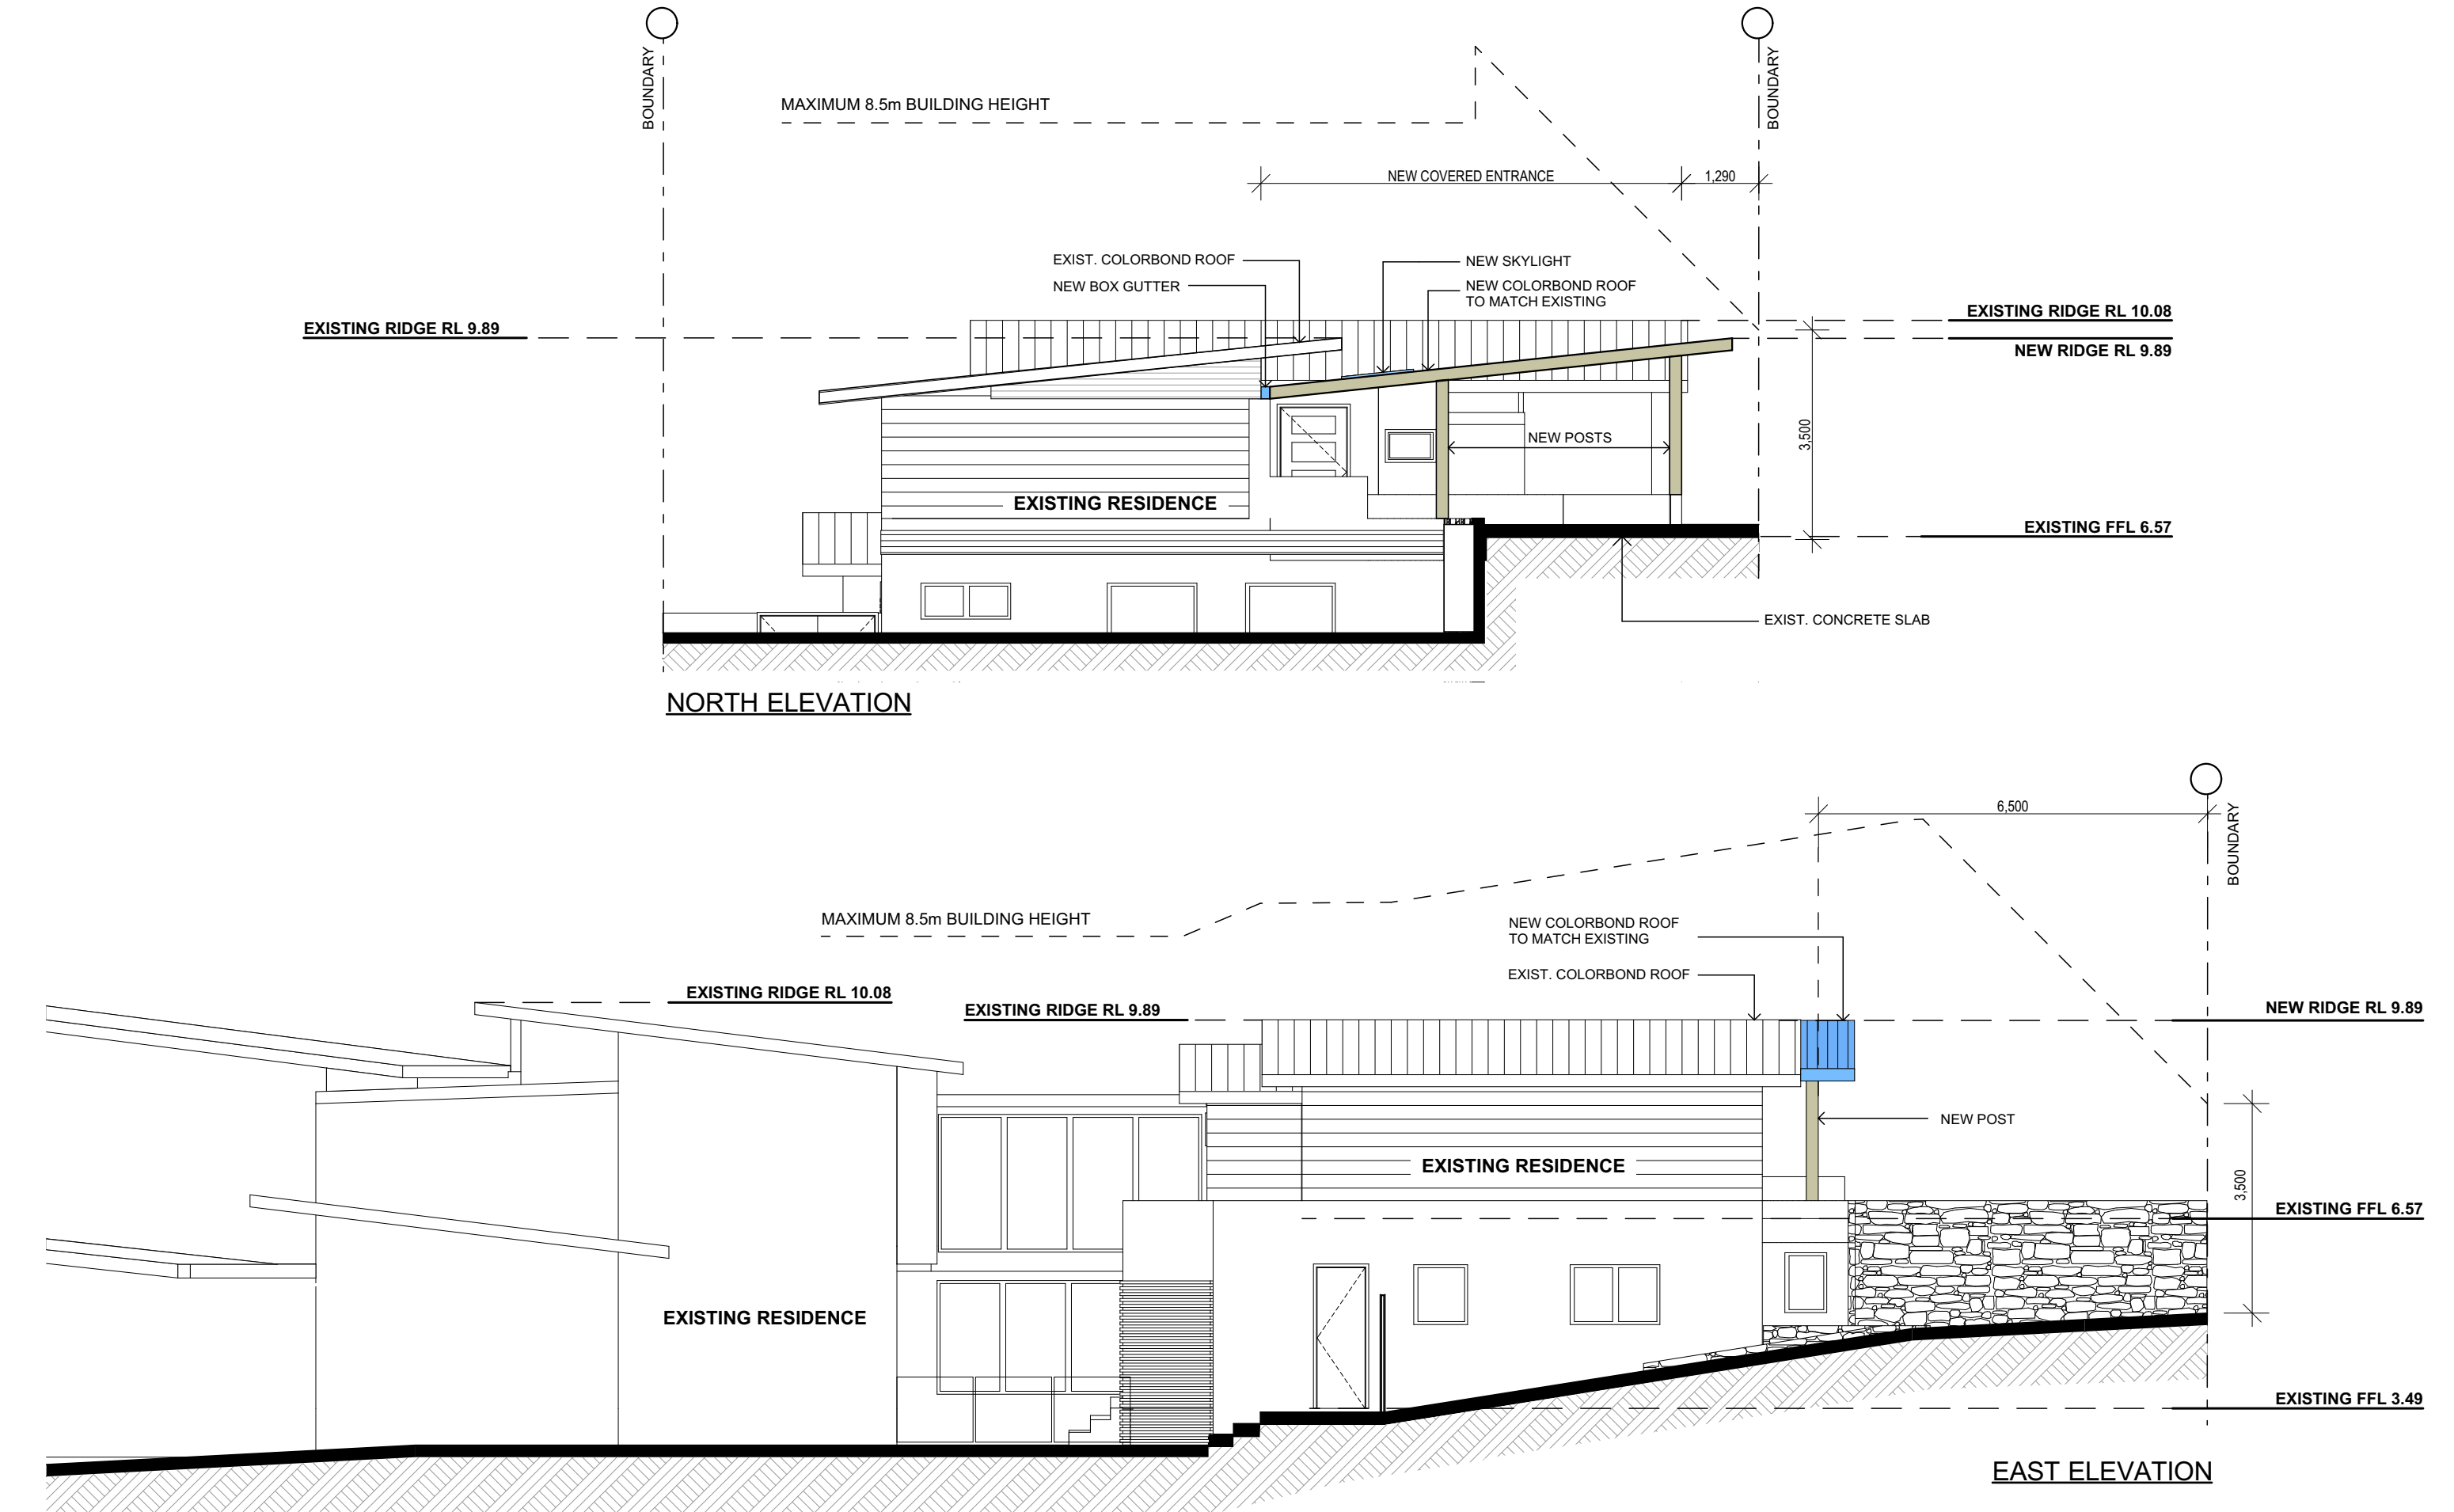 BOUNDARY
BOUNDARY
MAXIMUM 8.5m BUILDING HEIGHT
NEW COVERED ENTRANCE
1,290
EXIST. COLORBOND ROOF
NEW SKYLIGHT
NEW BOX GUTTER
NEW COLORBOND ROOF
TO MATCH EXISTING
EXISTING RIDGE RL 9.89
EXISTING RIDGE RL 10.08
NEW RIDGE RL 9.89
3,500
NEW POSTS
EXISTING RESIDENCE
EXISTING FFL 6.57
EXIST. CONCRETE SLAB
NORTH ELEVATION
6,500
BOUNDARY
MAXIMUM 8.5m BUILDING HEIGHT
NEW COLORBOND ROOF
TO MATCH EXISTING
EXIST. COLORBOND ROOF
EXISTING RIDGE RL 10.08
EXISTING RIDGE RL 9.89
NEW RIDGE RL 9.89
NEW POST
EXISTING RESIDENCE
3,500
EXISTING FFL 6.57
EXISTING RESIDENCE
EXISTING FFL 3.49
EAST ELEVATION